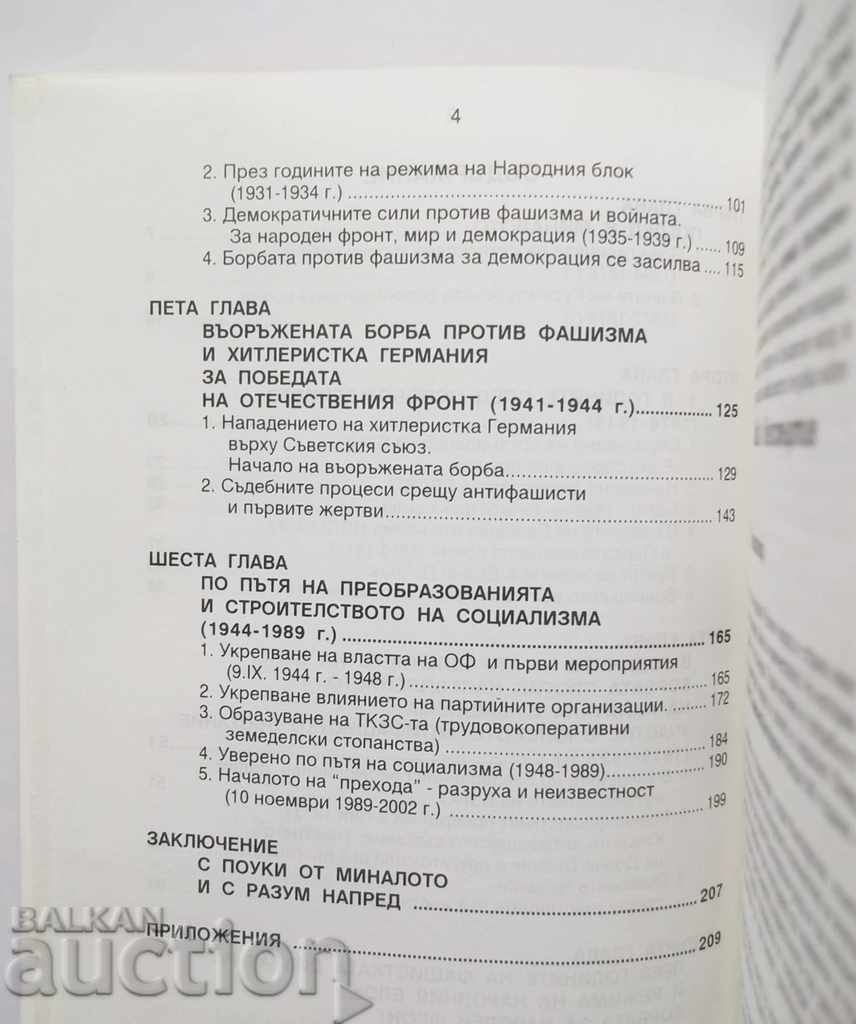 4
2. През годините на режима на Народния блок
(1931-1934 г.) ........ 101
3. Демократичните сили против фашизма и войната.
За народен фронт, мир и демокрация (1935-1939 г.) ...... 109
4. Борбата против фашизма за демокрация се засилва .... 115
ПЕТА ГЛАВА
ВЪОРЪЖЕНАТА БОРБА ПРОТИВ ФАШИЗМА
И ХИТЛЕРИСТКА ГЕРМАНИЯ
ЗА ПОБЕДАТА
НА ОТЕЧЕСТВЕНИЯ ФРОНТ (1941-1944 г.) ........ 125
1. Нападението на хитлеристка Германия
върху Съветския съюз.
Начало на въоръжената борба ........ 129
2. Съдебните процеси срещу антифашисти
и първите жертви ........ 143
ШЕСТА ГЛАВА
ПО ПЪТЯ НА ПРЕОБРАЗОВАНИЯТА
И СТРОИТЕЛСТВОТО НА СОЦИАЛИЗМА
(1944-1989 г.) ........ 165
1. Укрепване на властта на ОФ и първи мероприятия
(9.IX. 1944 г. - 1948 г.) ........ 165
2. Укрепване влиянието на партийните организации. ........ 172
3. Образуване на ТКЗС-та (трудовокоперативни
земеделски стопанства) ........ 184
4. Уверено по пътя на социализма (1948-1989) ........ 190
5. Началото на "прехода" - разруха и неизвестност
(10 ноември 1989-2002 г.) ........ 199
ЗАКЛЮЧЕНИЕ
С ПОУКИ ОТ МИНАЛОТО
И С РАЗУМ НАПРЕД ........ 207
ПРИЛОЖЕНИЯ ........ 209
BALKAN
auction